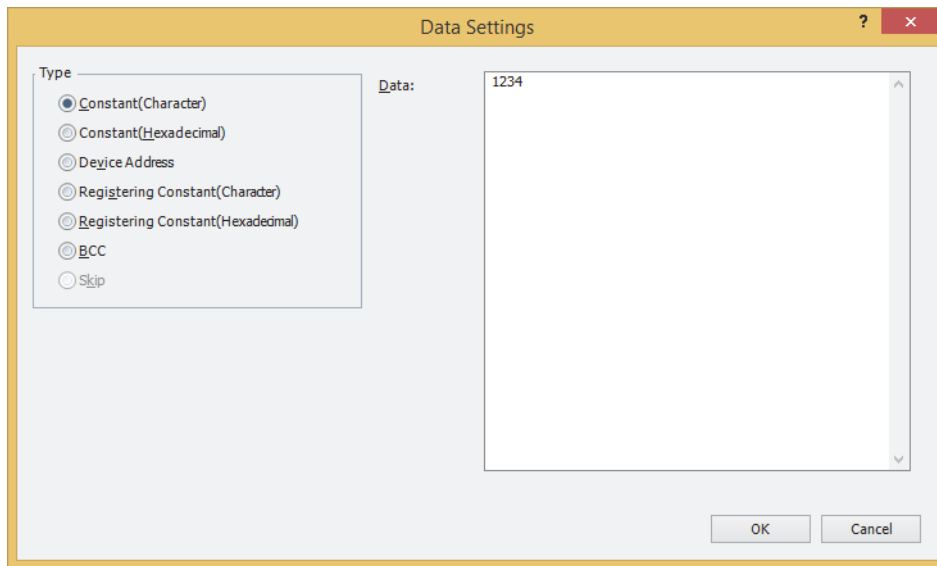 Data Settings
? ×
Type
Constant(Character)
Constant(Hexadecimal)
Device Address
Registering Constant(Character)
Registering Constant(Hexadecimal)
BCC
Skip
Data:
1234
OK
Cancel